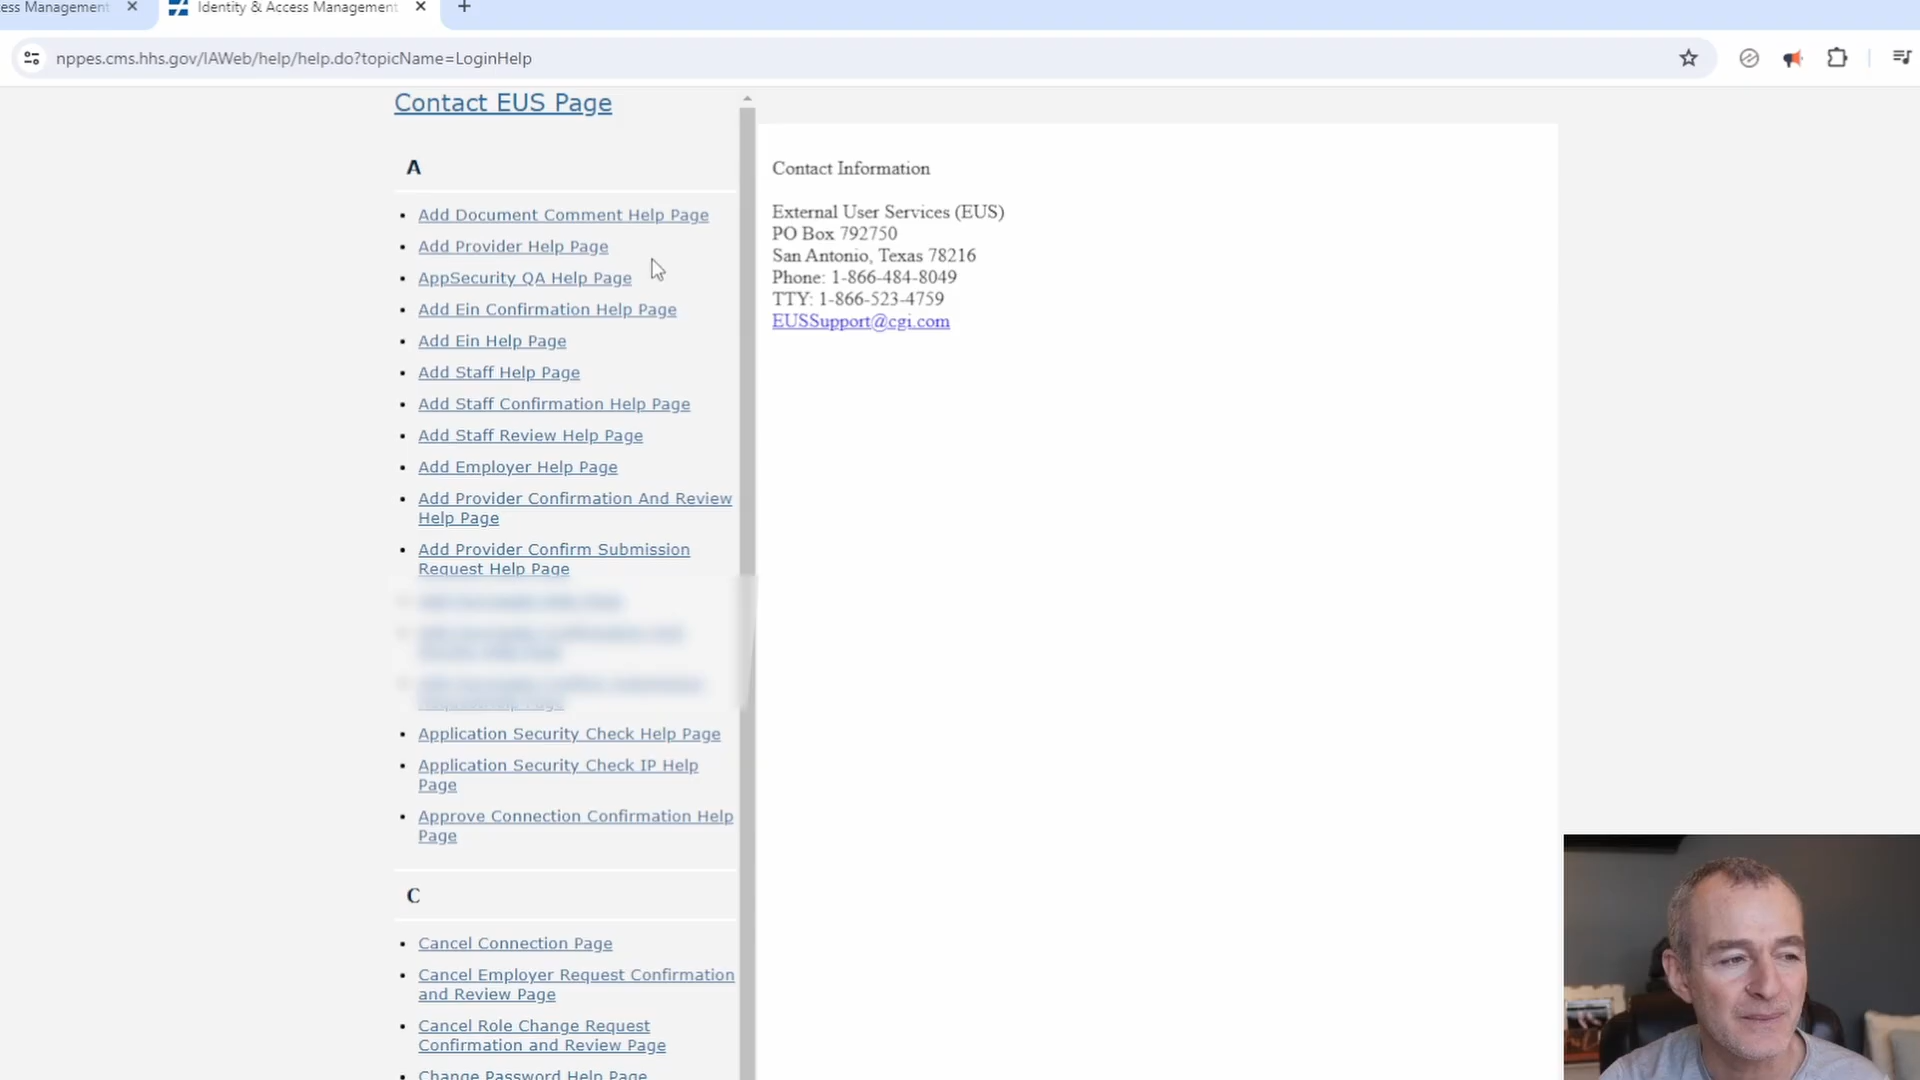 cess Management
Identity & Access Management
nppes.cms.hhs.gov/IAWeb/help/help.do?topicName=LoginHelp
Contact EUS Page
A
Add Document Comment Help Page
Add Provider Help Page
AppSecurity QA Help Page
Add Ein Confirmation Help Page
Add Ein Help Page
Add Staff Help Page
Add Staff Confirmation Help Page
Add Staff Review Help Page
Add Employer Help Page
Add Provider Confirmation And Review
Help Page
Add Provider Confirm Submission
Request Help Page
Application Security Check Help Page
Application Security Check IP Help
Page
Approve Connection Confirmation Help
Page
C
Cancel Connection Page
Cancel Employer Request Confirmation
and Review Page
Cancel Role Change Request
Confirmation and Review Page
Change Password Help Page
Contact Information
External User Services (EUS)
PO Box 792750
San Antonio, Texas 78216
Phone: 1-866-484-8049
TTY: 1-866-523-4759
EUSSupport@cgi.com